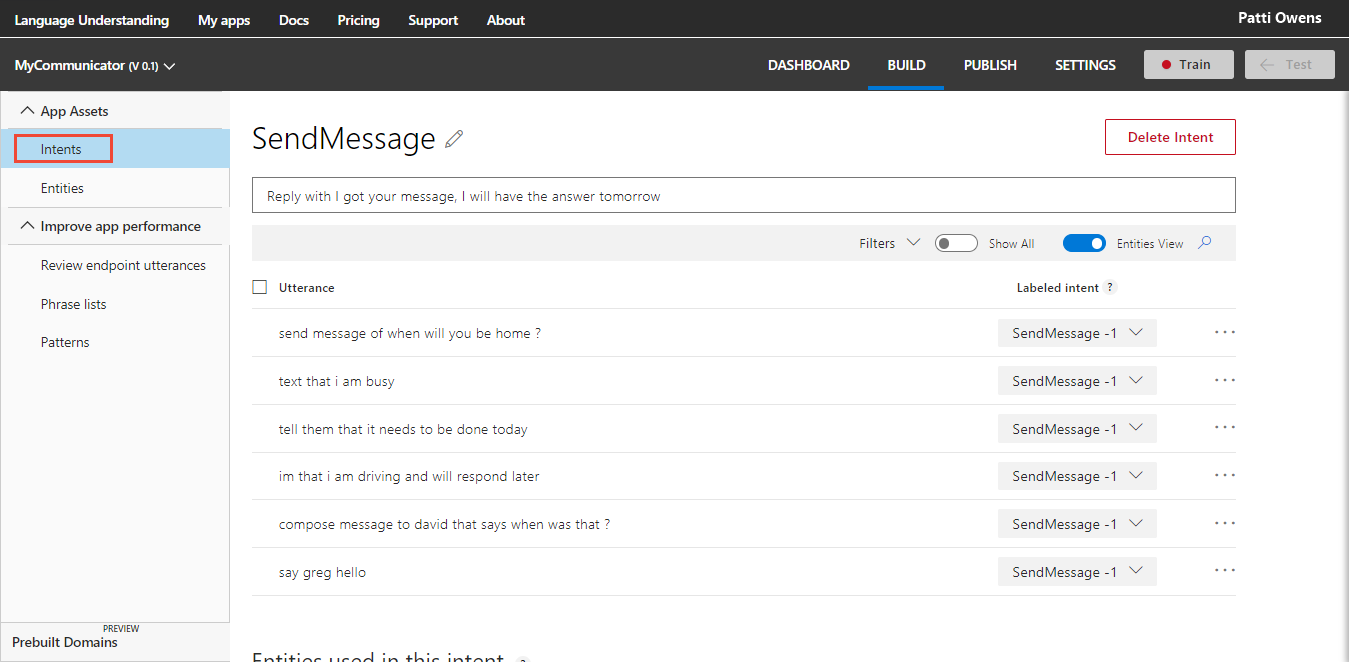 Language Understanding My apps Docs Pricing Support About Patti Owens
MyCommunicator (V 0.1) DASHBOARD BUILD PUBLISH SETTINGS Train Test
App Assets
Intents
Entities
Improve app performance
Review endpoint utterances
Phrase lists
Patterns
PREVIEW
Prebuilt Domains
SendMessage
Delete Intent
Reply with I got your message, I will have the answer tomorrow
Filters Show All Entities View
Utterance Labeled intent ?
send message of when will you be home ? SendMessage -1 ...
text that i am busy SendMessage -1 ...
tell them that it needs to be done today SendMessage -1 ...
im that i am driving and will respond later SendMessage -1 ...
compose message to david that says when was that ? SendMessage -1 ...
say greg hello SendMessage -1 ...
Entities used in this intent ?